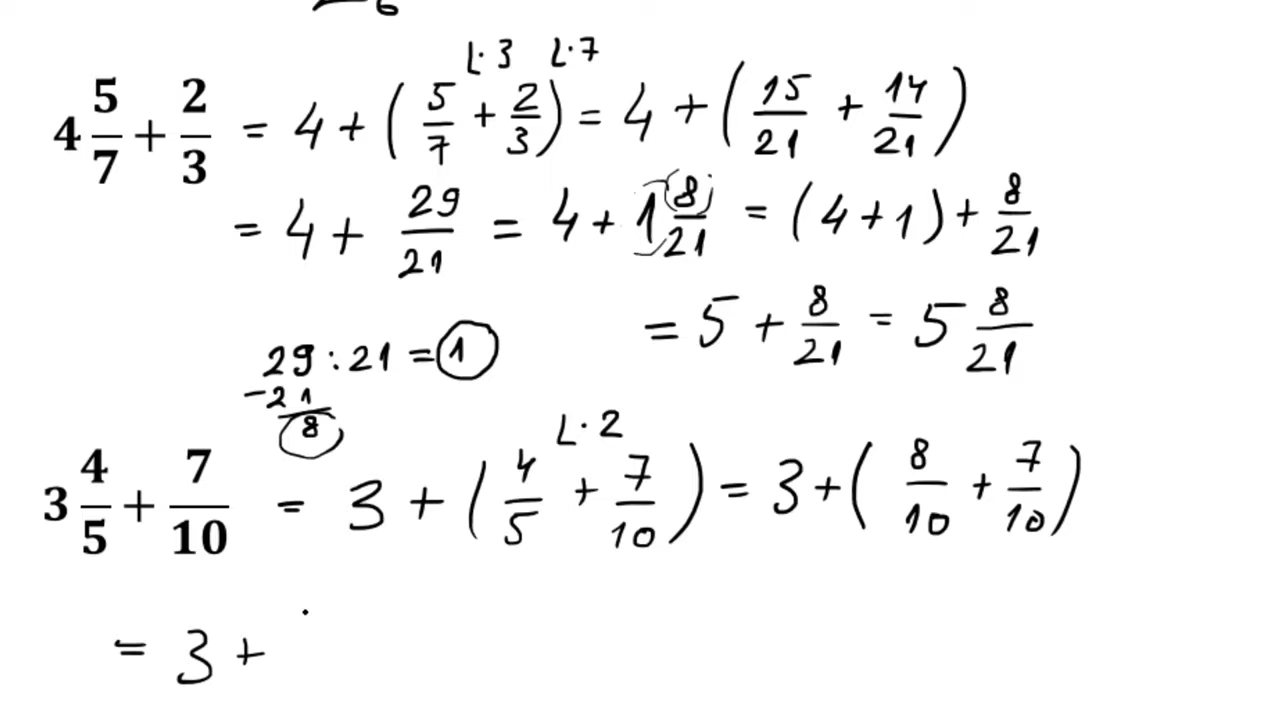 6
L·3 L·7
4 5/7 + 2/3 = 4 + (5/7 + 2/3) = 4 + (15/21 + 14/21)
= 4 + 29/21 = 4 + 1 8/21 = (4 + 1) + 8/21
= 5 + 8/21 = 5 8/21
29 : 21 = 1
-21
8
L·2
3 4/5 + 7/10 = 3 + (4/5 + 7/10) = 3 + (8/10 + 7/10)
= 3 +